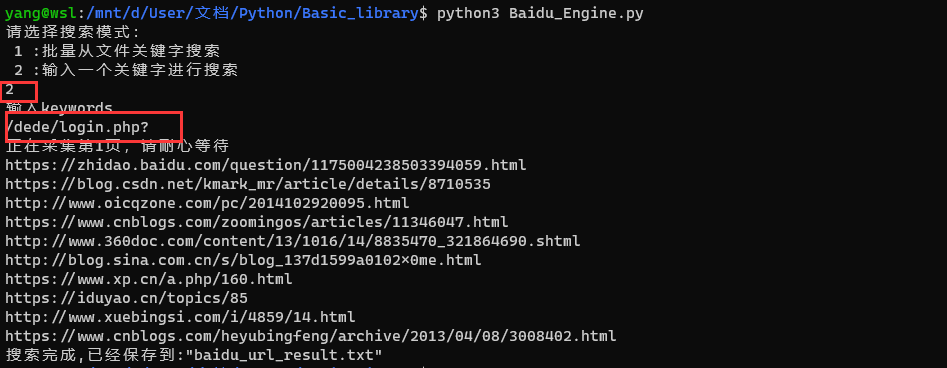 yang@wsl:/mnt/d/User/文档/Python/Basic_library$ python3 Baidu_Engine.py
请选择搜索模式:
1 :批量从文件关键字搜索
2 :输入一个关键字进行搜索
2
输入keywords
/dede/login.php?
正在采集第1页, 请耐心等待
https://zhidao.baidu.com/question/1175004238503394059.html
https://blog.csdn.net/kmark_mr/article/details/8710535
http://www.oicqzone.com/pc/2014102920095.html
https://www.cnblogs.com/zoomingos/articles/11346047.html
http://www.360doc.com/content/13/1016/14/8835470_321864690.shtml
http://blog.sina.com.cn/s/blog_137d1599a0102×0me.html
https://www.xp.cn/a.php/160.html
https://iduyao.cn/topics/85
http://www.xuebingsi.com/i/4859/14.html
https://www.cnblogs.com/heyubingfeng/archive/2013/04/08/3008402.html
搜索完成,已经保存到:"baidu_url_result.txt"